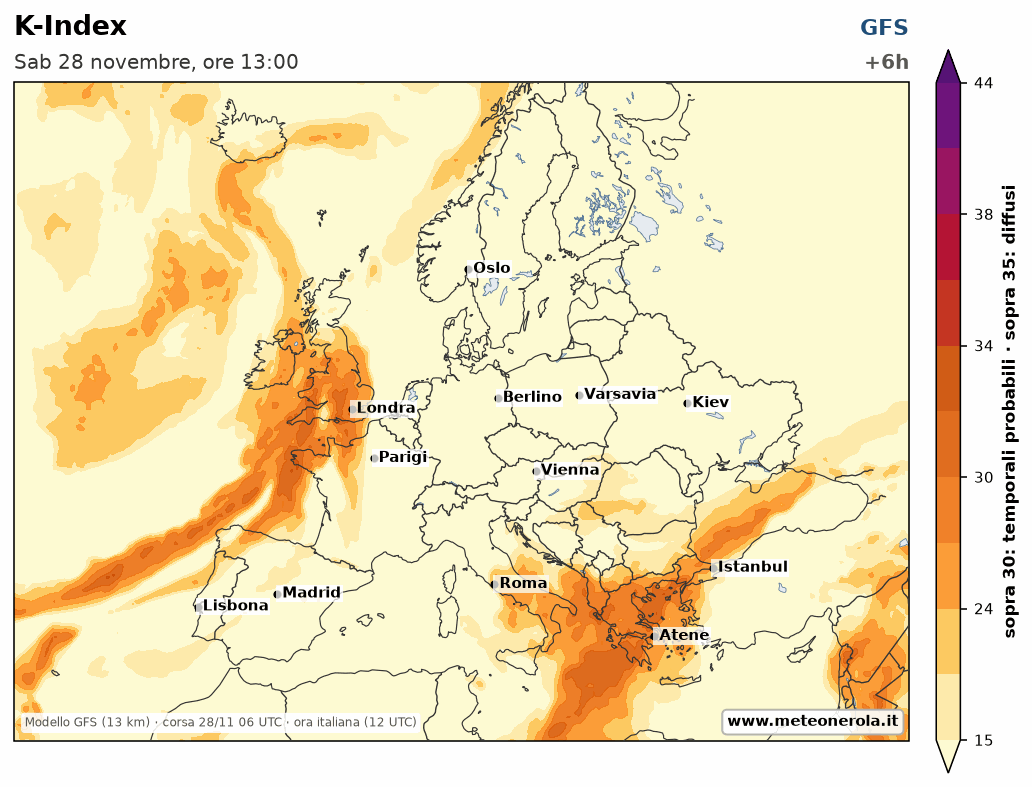 K-Index
GFS
Sab 28 novembre, ore 13:00
+6h
44
38
34
30
24
15
sopra 30: temporali probabili · sopra 35: diffusi
Oslo
Berlino
Varsavia
Kiev
Londra
Parigi
Vienna
Istanbul
Roma
Madrid
Lisbona
Atene
Modello GFS (13 km) · corsa 28/11 06 UTC · ora italiana (12 UTC)
www.meteonerola.it